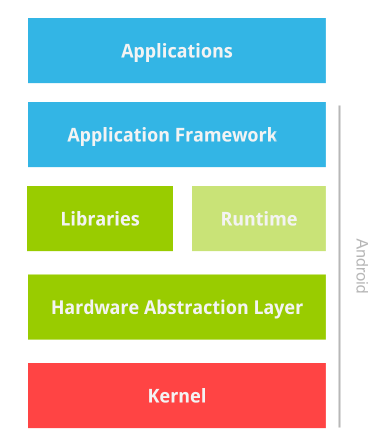 Applications
Application Framework
Libraries
Runtime
Hardware Abstraction Layer
Kernel
Android